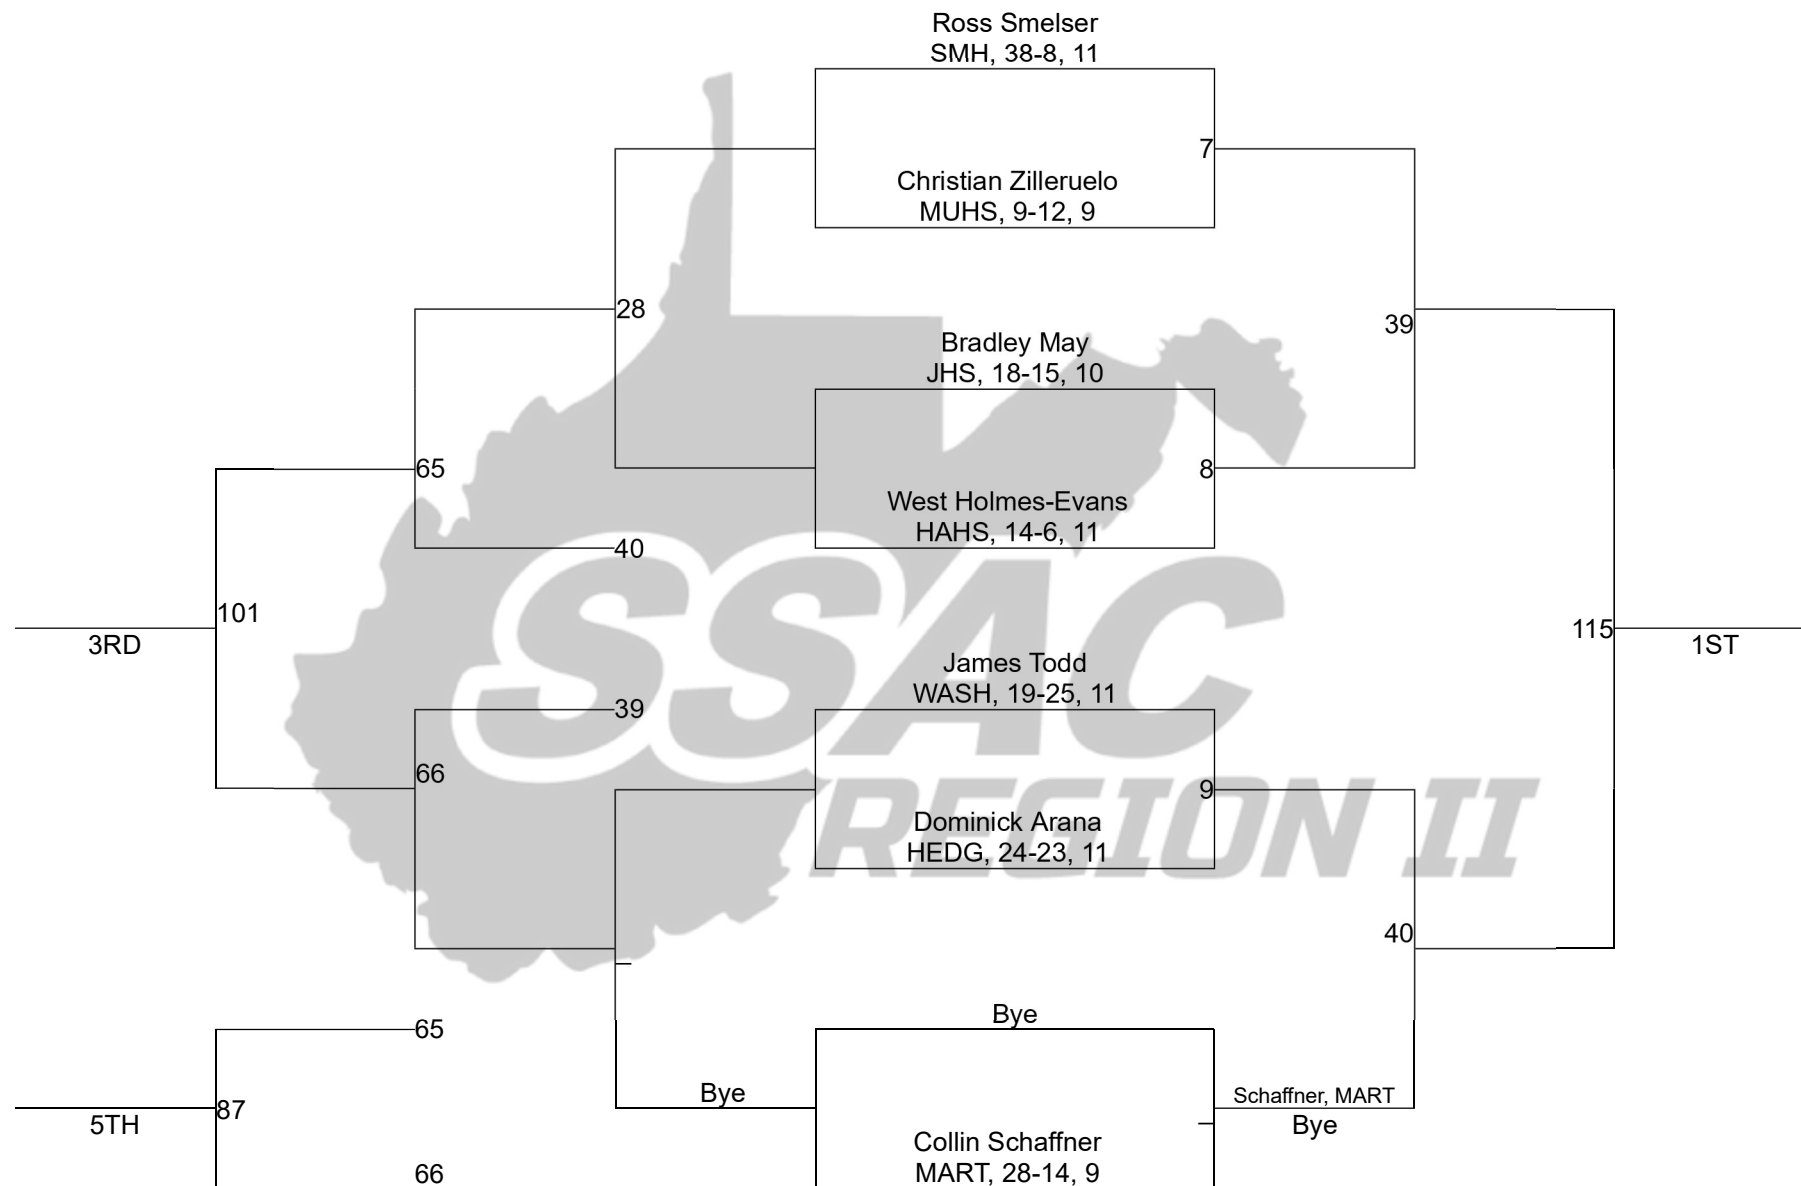 Ross Smelser
SMH, 38-8, 11
7
Christian Zilleruelo
MUHS, 9-12, 9
28
39
Bradley May
JHS, 18-15, 10
65
8
West Holmes-Evans
HAHS, 14-6, 11
40
SSAC
101
3RD
115
1ST
James Todd
WASH, 19-25, 11
39
66
9
REGION II
Dominick Arana
HEDG, 24-23, 11
40
Bye
65
Bye
Schaffner, MART
Bye
87
5TH
Collin Schaffner
MART, 28-14, 9
66